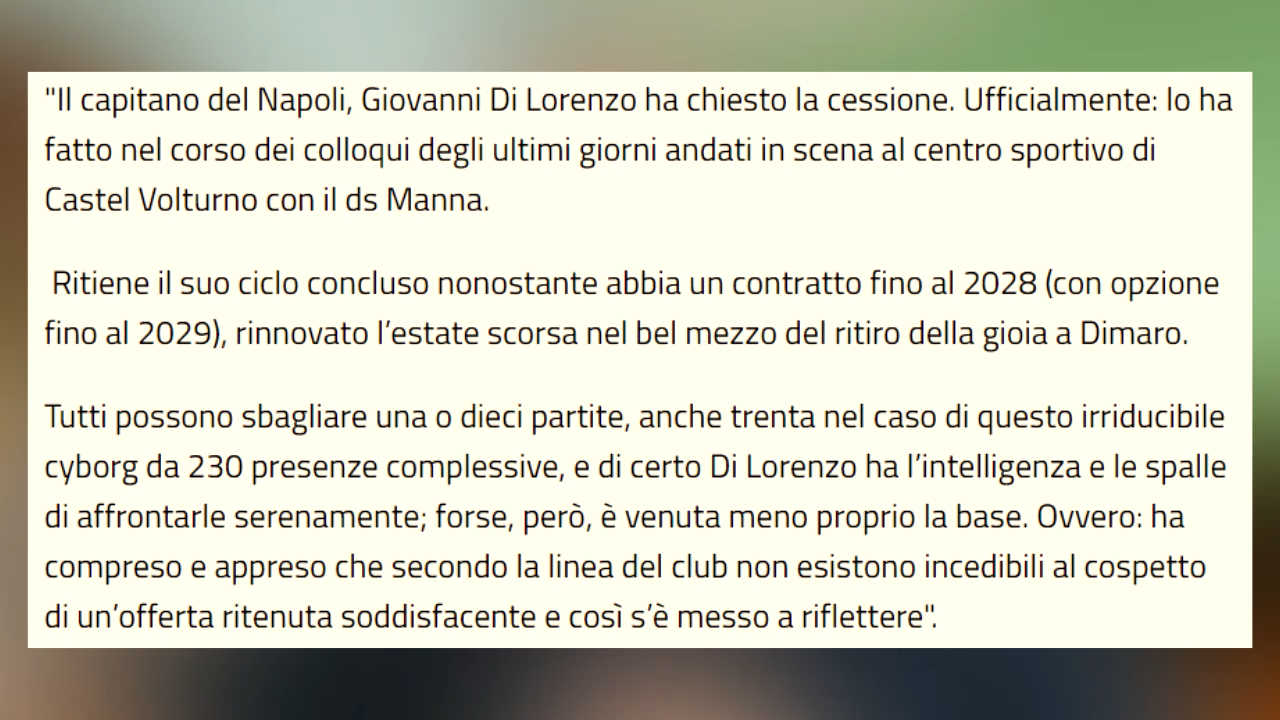 "Il capitano del Napoli, Giovanni Di Lorenzo ha chiesto la cessione. Ufficialmente: lo ha
fatto nel corso dei colloqui degli ultimi giorni andati in scena al centro sportivo di
Castel Volturno con il ds Manna.
Ritiene il suo ciclo concluso nonostante abbia un contratto fino al 2028 (con opzione
fino al 2029), rinnovato l’estate scorsa nel bel mezzo del ritiro della gioia a Dimaro.
Tutti possono sbagliare una o dieci partite, anche trenta nel caso di questo irriducibile
cyborg da 230 presenze complessive, e di certo Di Lorenzo ha l’intelligenza e le spalle
di affrontarle serenamente; forse, però, è venuta meno proprio la base. Ovvero: ha
compreso e appreso che secondo la linea del club non esistono incedibili al cospetto
di un’offerta ritenuta soddisfacente e così s’è messo a riflettere".